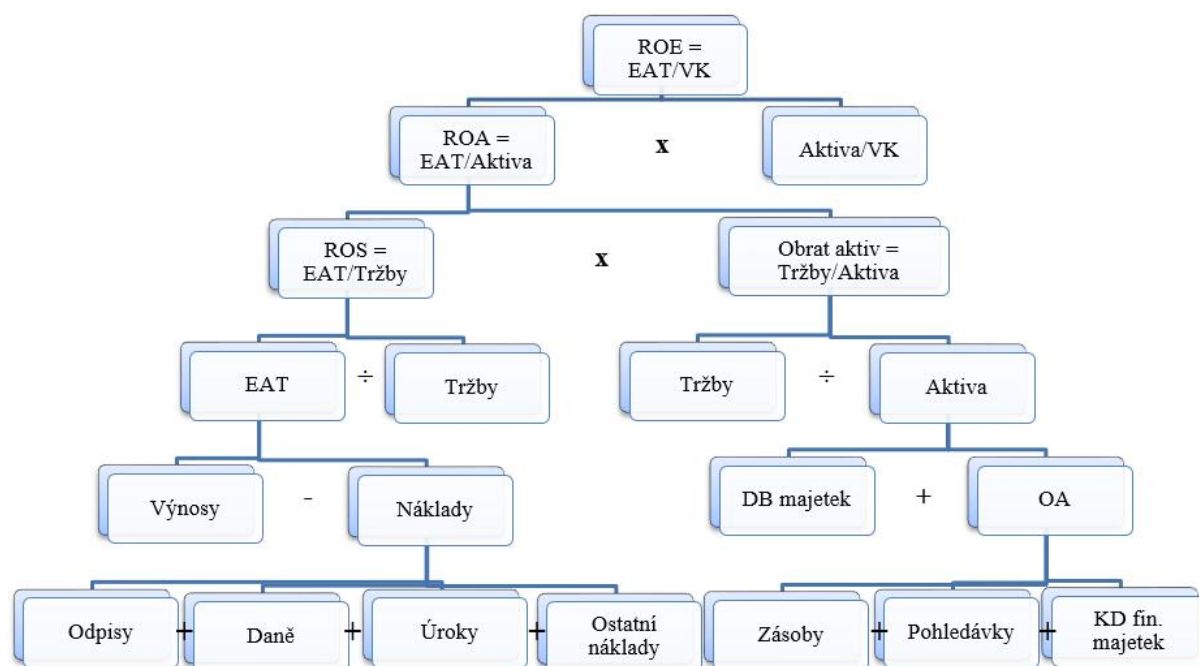 ROE =
EAT/VK
ROA =
EAT/Aktiva
x
Aktiva/VK
ROS =
EAT/Tržby
x
Obrat aktiv =
Tržby/Aktiva
EAT
÷
Tržby
Tržby
÷
Aktiva
Výnosy
-
Náklady
DB majetek
+
OA
Odpisy
+
Daně
+
Úroky
+
Ostatní
náklady
Zásoby
+
Pohledávky
+
KD fin.
majetek